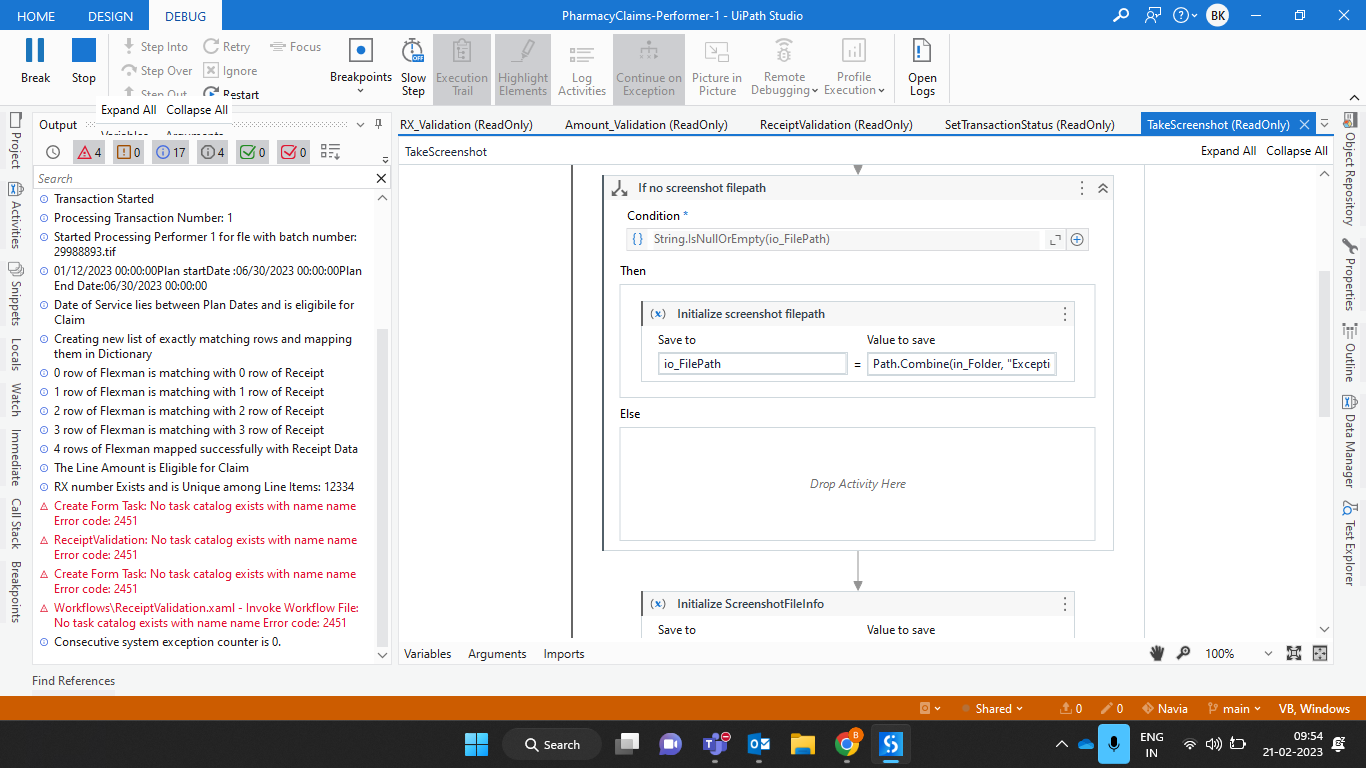 HOME DESIGN DEBUG PharmacyClaims-Performer-1 - UiPath Studio BK
Break Stop Step Into Retry Focus
Step Over Ignore
Step Out Restart
Breakpoints Slow Step Execution Trail Highlight Elements Log Activities Continue on Exception Picture in Picture Remote Debugging Profile Execution Open Logs
OFF
Expand All Collapse All
Variables Arguments
Output
4 0 17 4 0 0
Search
Transaction Started
Processing Transaction Number: 1
Started Processing Performer 1 for fle with batch number:
29988893.tif
01/12/2023 00:00:00Plan startDate :06/30/2023 00:00:00Plan
End Date:06/30/2023 00:00:00
Date of Service lies between Plan Dates and is eligibile for
Claim
Creating new list of exactly matching rows and mapping
them in Dictionary
0 row of Flexman is matching with 0 row of Receipt
1 row of Flexman is matching with 1 row of Receipt
2 row of Flexman is matching with 2 row of Receipt
3 row of Flexman is matching with 3 row of Receipt
4 rows of Flexman mapped successfully with Receipt Data
The Line Amount is Eligible for Claim
RX number Exists and is Unique among Line Items: 12334
Create Form Task: No task catalog exists with name name
Error code: 2451
ReceiptValidation: No task catalog exists with name name
Error code: 2451
Create Form Task: No task catalog exists with name name
Error code: 2451
Workflows\ReceiptValidation.xaml - Invoke Workflow File:
No task catalog exists with name name Error code: 2451
Consecutive system exception counter is 0.
Find References
Project
Activities
Snippets
Locals
Watch
Immediate
Call Stack
Breakpoints
RX_Validation (ReadOnly) Amount_Validation (ReadOnly) ReceiptValidation (ReadOnly) SetTransactionStatus (ReadOnly) TakeScreenshot (ReadOnly)
TakeScreenshot Expand All Collapse All
If no screenshot filepath
Condition *
String.IsNullOrEmpty(io_FilePath)
Then
Initialize screenshot filepath
Save to Value to save
io_FilePath = Path.Combine(in_Folder, "Excepti
Else
Drop Activity Here
Initialize ScreenshotFileInfo
Save to Value to save
Variables Arguments Imports 100%
Object Repository
Properties
Outline
Data Manager
Test Explorer
Shared 0 0 Navia main VB, Windows
Search B ENG IN 09:54
21-02-2023